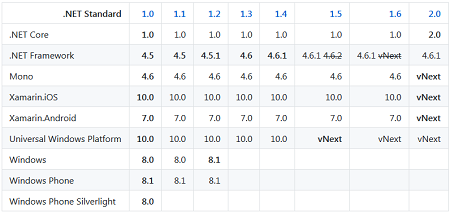 .NET Standard 1.0 1.1 1.2 1.3 1.4 1.5 1.6 2.0
.NET Core 1.0 1.0 1.0 1.0 1.0 1.0 1.0 2.0
.NET Framework 4.5 4.5 4.5.1 4.6 4.6.1 4.6.1 4.6.2 4.6.1 vNext 4.6.1
Mono 4.6 4.6 4.6 4.6 4.6 4.6 4.6 vNext
Xamarin.iOS 10.0 10.0 10.0 10.0 10.0 10.0 10.0 vNext
Xamarin.Android 7.0 7.0 7.0 7.0 7.0 7.0 7.0 vNext
Universal Windows Platform 10.0 10.0 10.0 10.0 10.0 vNext vNext vNext
Windows 8.0 8.0 8.1
Windows Phone 8.1 8.1 8.1
Windows Phone Silverlight 8.0